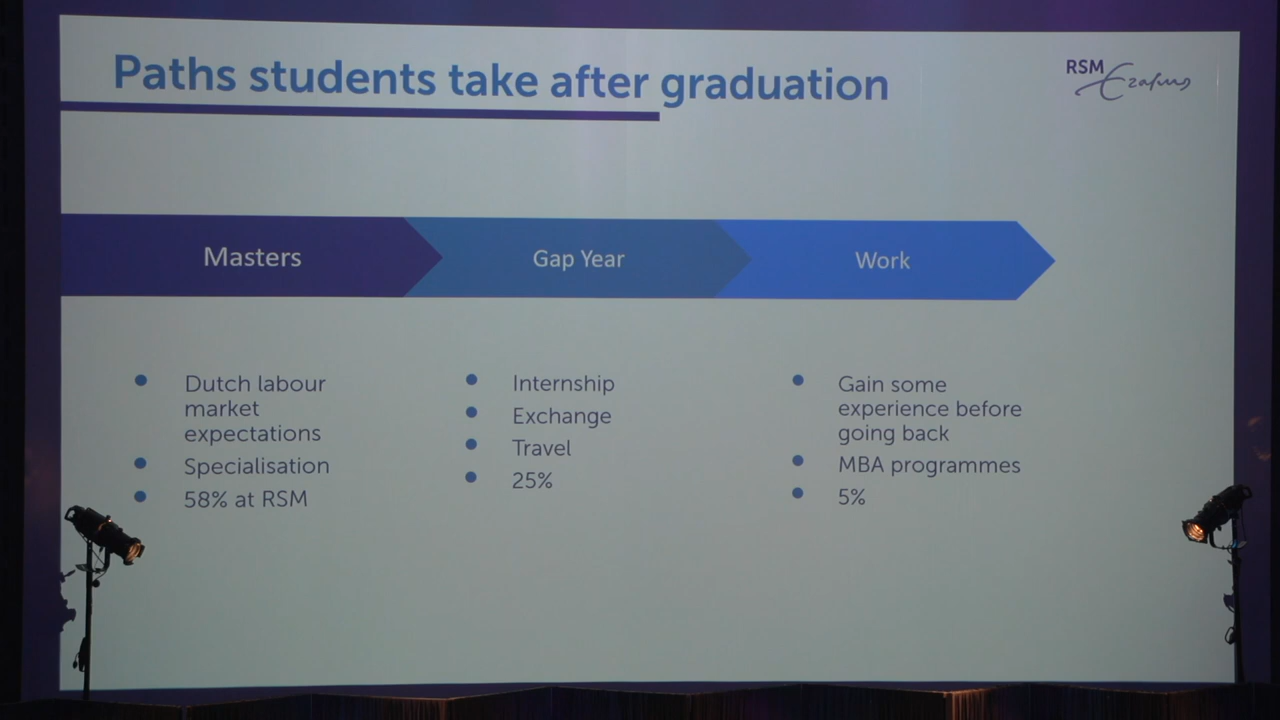 Paths students take after graduation
RSM
Erasmus
Masters
Gap Year
Work
Dutch labour
market
expectations
Specialisation
58% at RSM
Internship
Exchange
Travel
25%
Gain some
experience before
going back
MBA programmes
5%